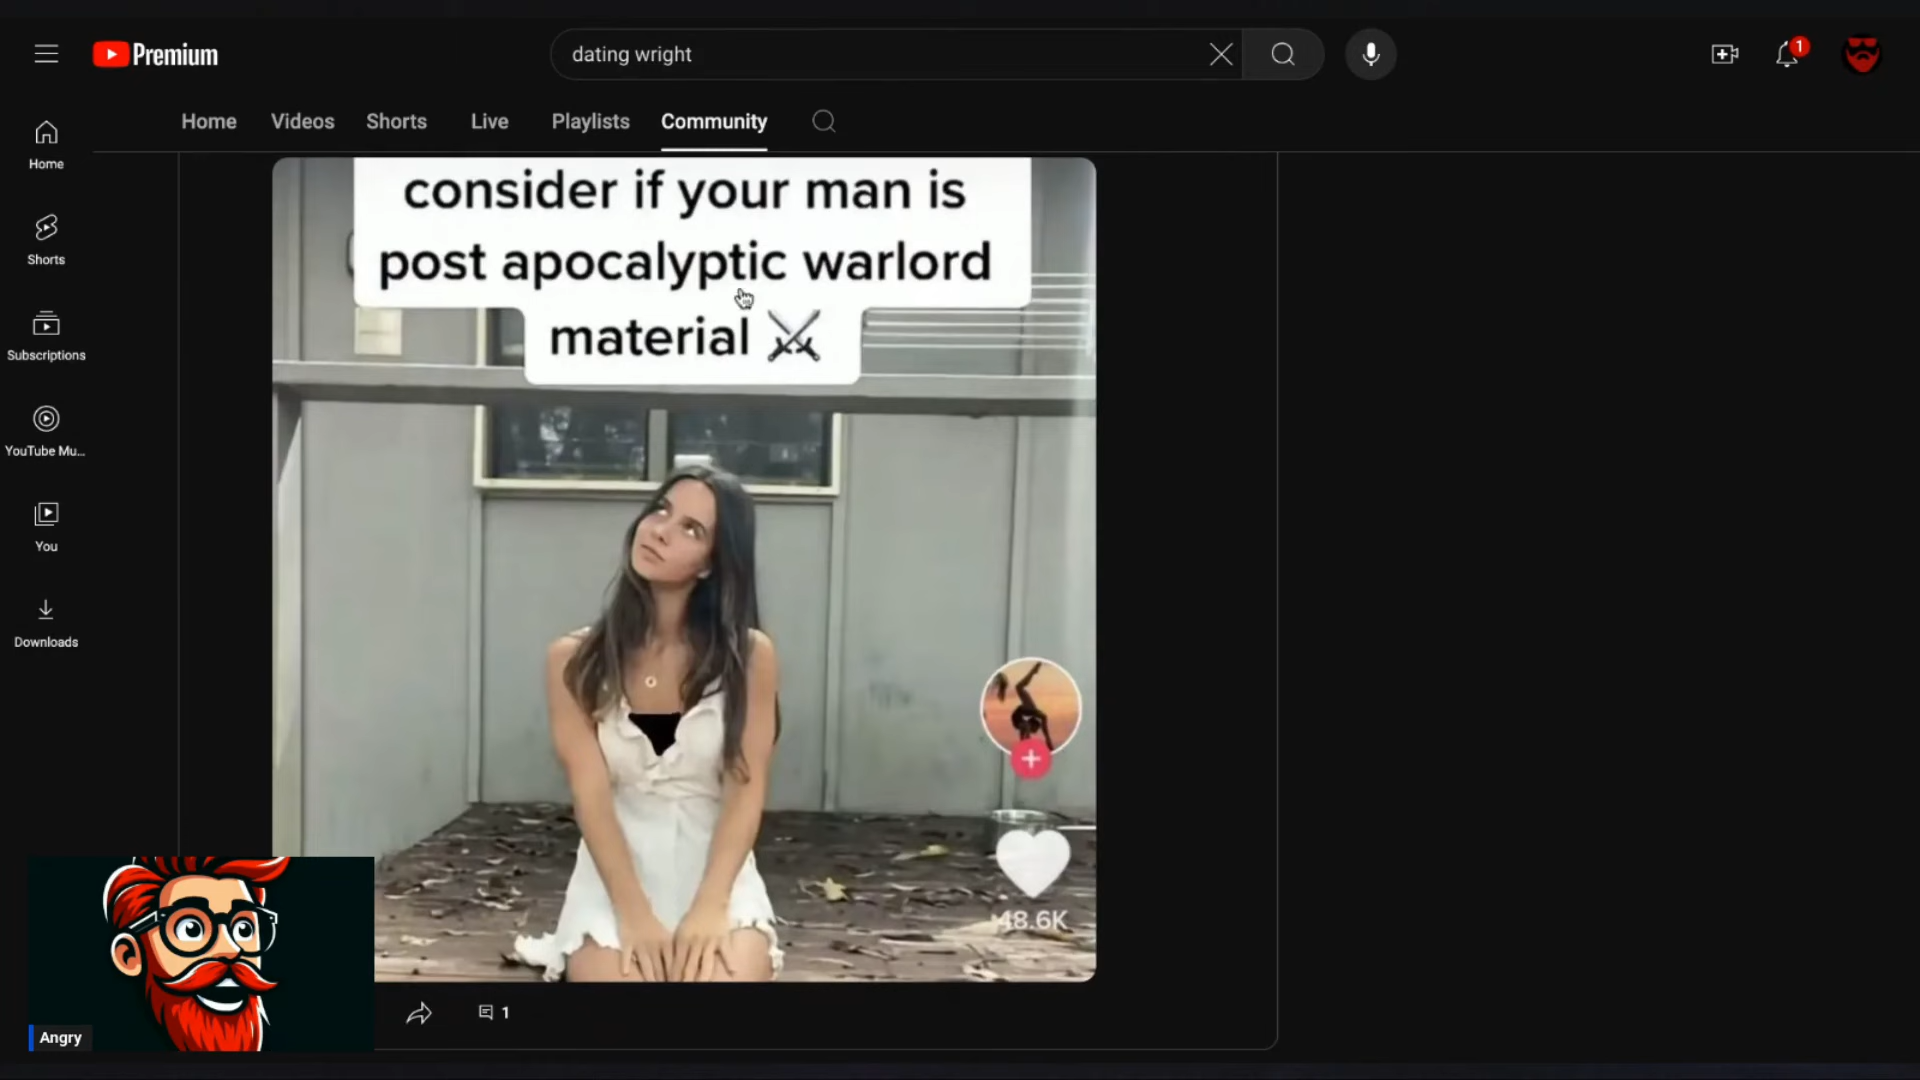 Premium
dating wright
1
Home
Videos
Shorts
Live
Playlists
Community
Home
Shorts
Subscriptions
YouTube Mu...
You
Downloads
consider if your man is
post apocalyptic warlord
material ⚔
48.6K
1
Angry